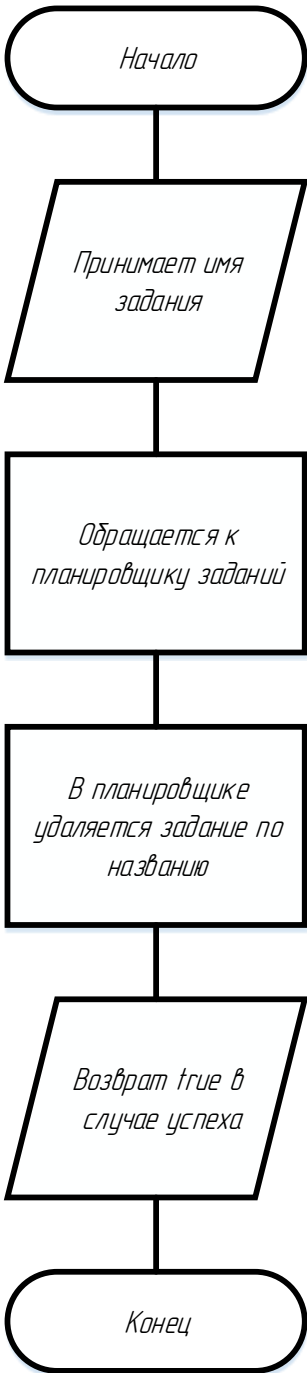 Начало
Принимает имя
задания
Обращается к
планировщику заданий
В планировщике
удаляется задание по
названию
Возврат true в
случае успеха
Конец